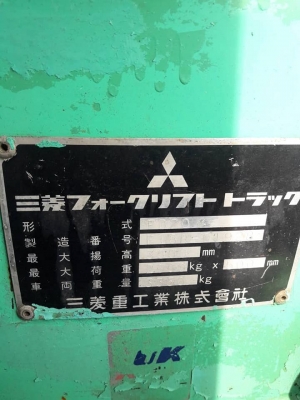 三菱フォークリフトトラック
形式
製造番号
最大揚高 mm
最大荷重 kg × mm
車両重量 kg
三菱重工業株式會社